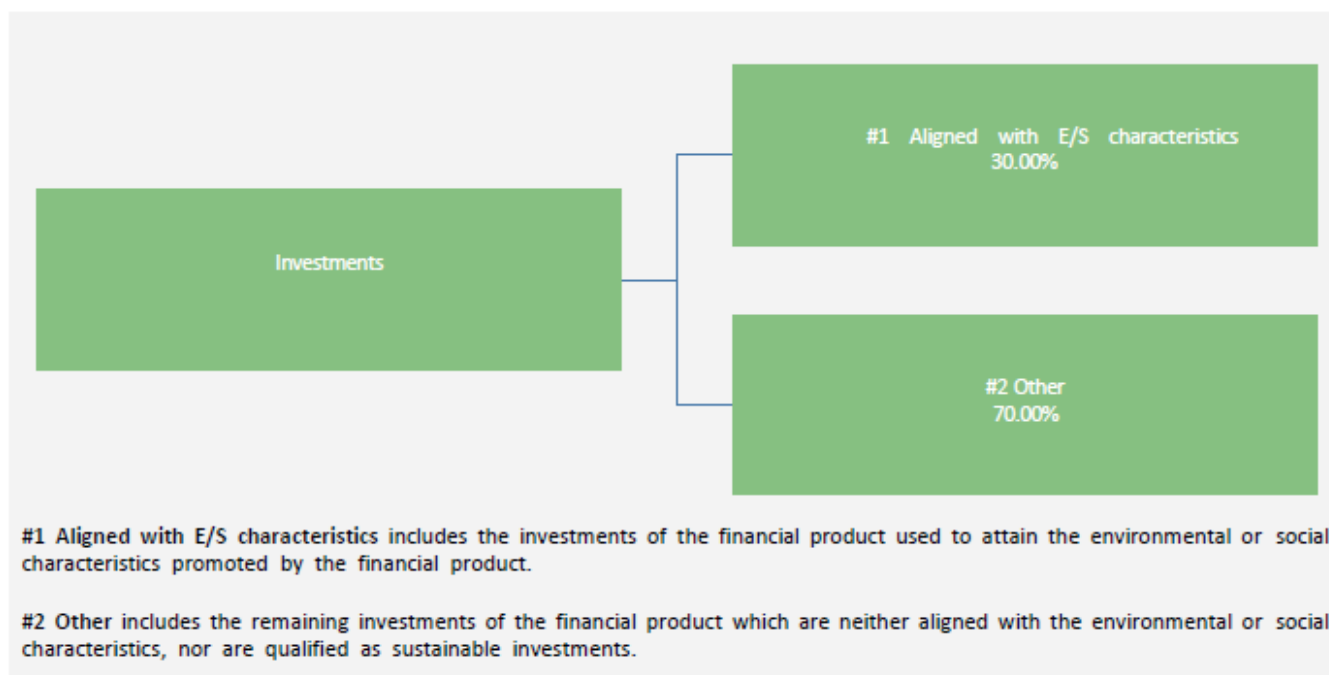 #1 Aligned with E/S characteristics
30.00%
Investments
#2 Other
70.00%
#1 Aligned with E/S characteristics includes the investments of the financial product used to attain the environmental or social
characteristics promoted by the financial product.
#2 Other includes the remaining investments of the financial product which are neither aligned with the environmental or social
characteristics, nor are qualified as sustainable investments.